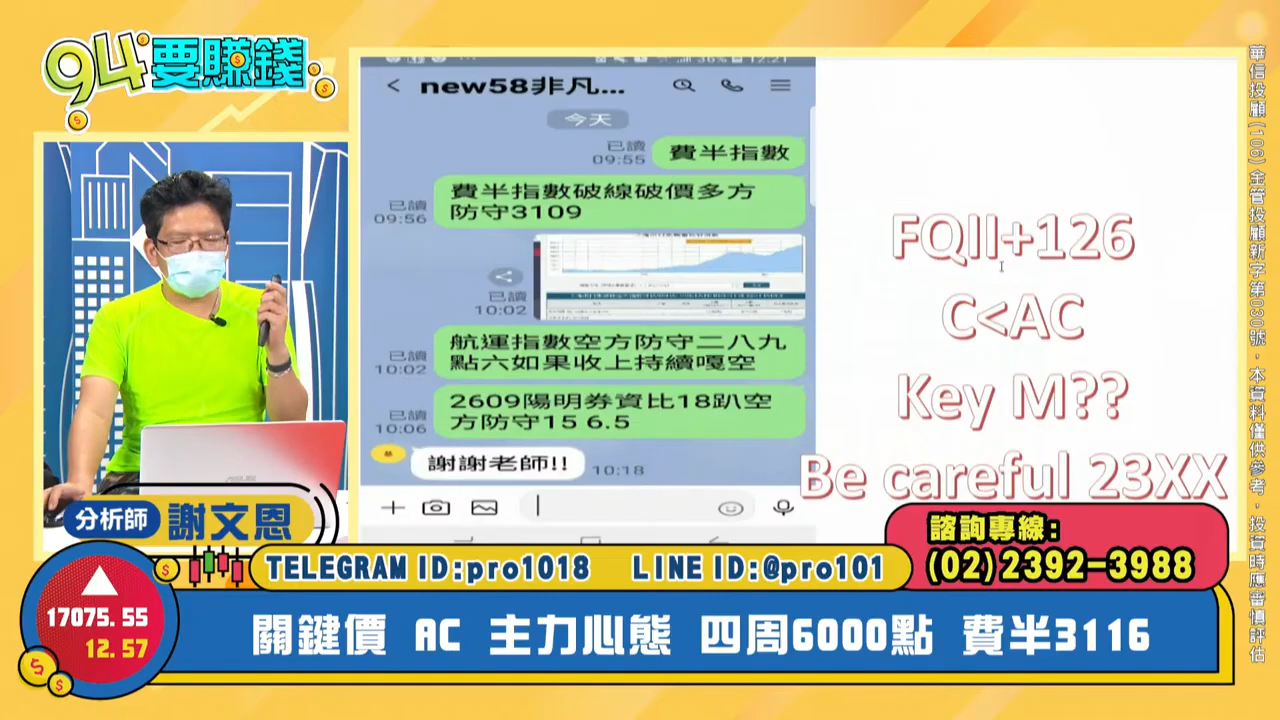 94要賺錢
36% 12:21
new58非凡...
今天
已讀
09:55
費半指數
已讀
09:56
費半指數破線破價多方
防守3109
已讀
10:02
已讀
10:02
航運指數空方防守二八九
點六如果收上持續嘎空
已讀
10:06
2609陽明券資比18趴空
方防守15 6.5
謝謝老師!!
10:18
FQII+126
C<AC
Key M??
Be careful 23XX
華信投顧(106)金管投顧新字第030號，本資料僅供參考，投資時應審慎評估
分析師 謝文恩
諮詢專線:
(02)2392-3988
TELEGRAM ID:pro1018 LINE ID:@pro101
17075.55
12.57
關鍵價 AC 主力心態 四周6000點 費半3116